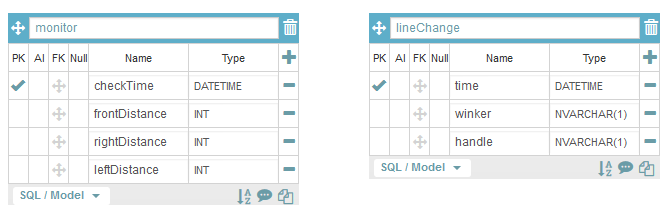 monitor
PK AI FK Null Name Type
checkTime DATETIME
frontDistance INT
rightDistance INT
leftDistance INT
SQL / Model
lineChange
PK AI FK Null Name Type
time DATETIME
winker NVARCHAR(1)
handle NVARCHAR(1)
SQL / Model